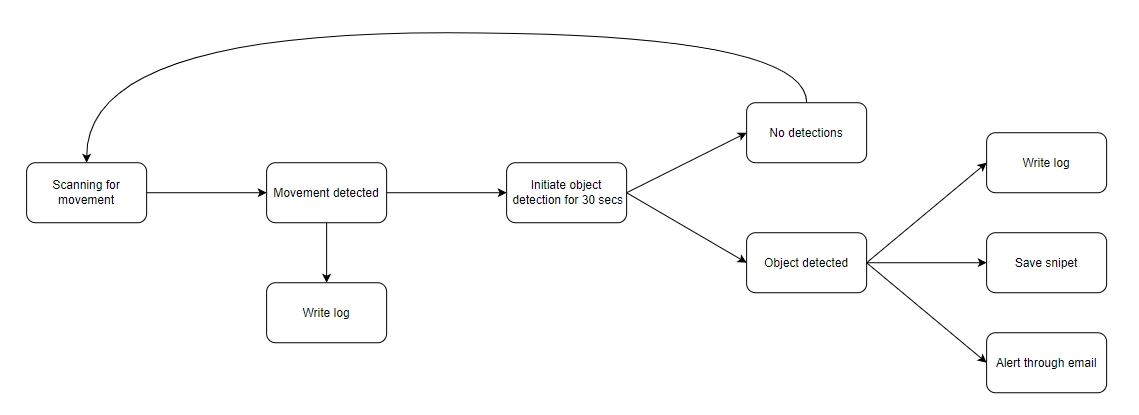 Scanning for
movement
Movement detected
Write log
Initiate object
detection for 30 secs
No detections
Object detected
Write log
Save snipet
Alert through email